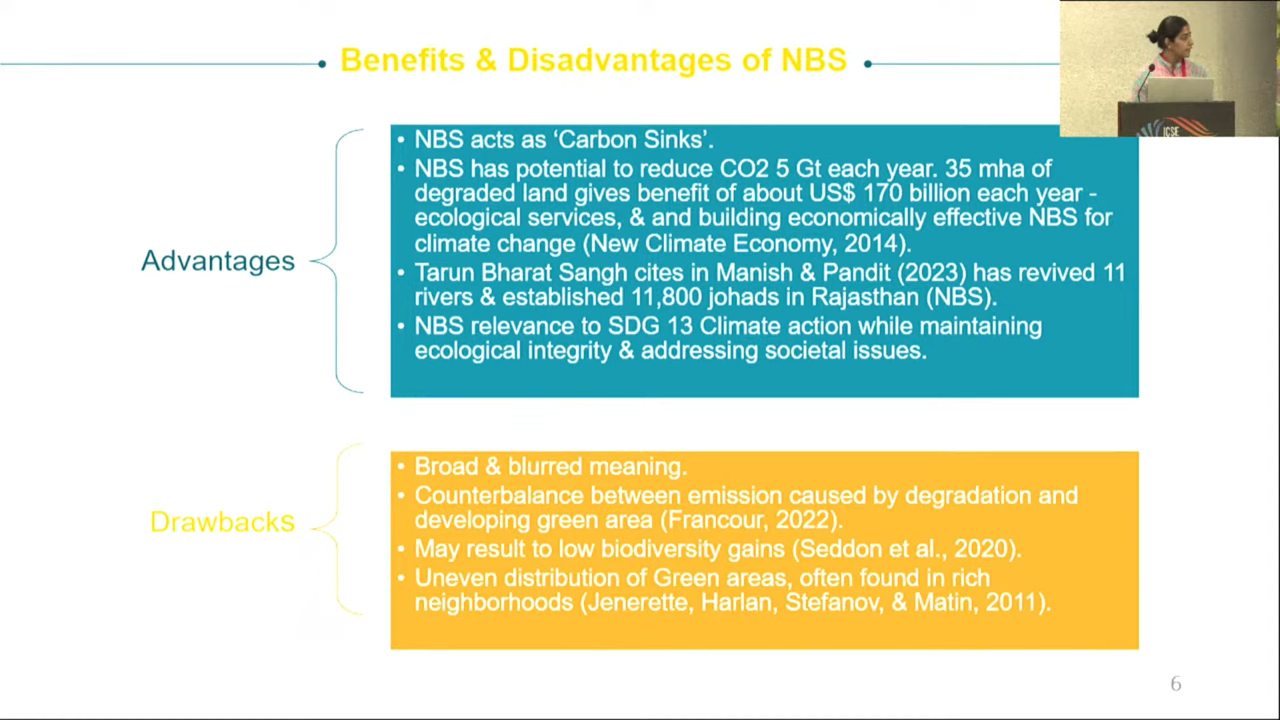 Benefits & Disadvantages of NBS
Advantages
• NBS acts as ‘Carbon Sinks’.
• NBS has potential to reduce CO2 5 Gt each year. 35 mha of
degraded land gives benefit of about US$ 170 billion each year -
ecological services, & and building economically effective NBS for
climate change (New Climate Economy, 2014).
• Tarun Bharat Sangh cites in Manish & Pandit (2023) has revived 11
rivers & established 11,800 johads in Rajasthan (NBS).
• NBS relevance to SDG 13 Climate action while maintaining
ecological integrity & addressing societal issues.
Drawbacks
• Broad & blurred meaning.
• Counterbalance between emission caused by degradation and
developing green area (Francour, 2022).
• May result to low biodiversity gains (Seddon et al., 2020).
• Uneven distribution of Green areas, often found in rich
neighborhoods (Jenerette, Harlan, Stefanov, & Matin, 2011).
6
ICSE